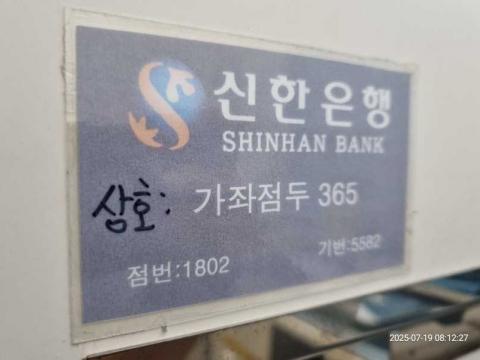 신한은행
SHINHAN BANK
상호: 가좌점두 365
점번:1802
기번:5582
2025-07-19 08:12:27